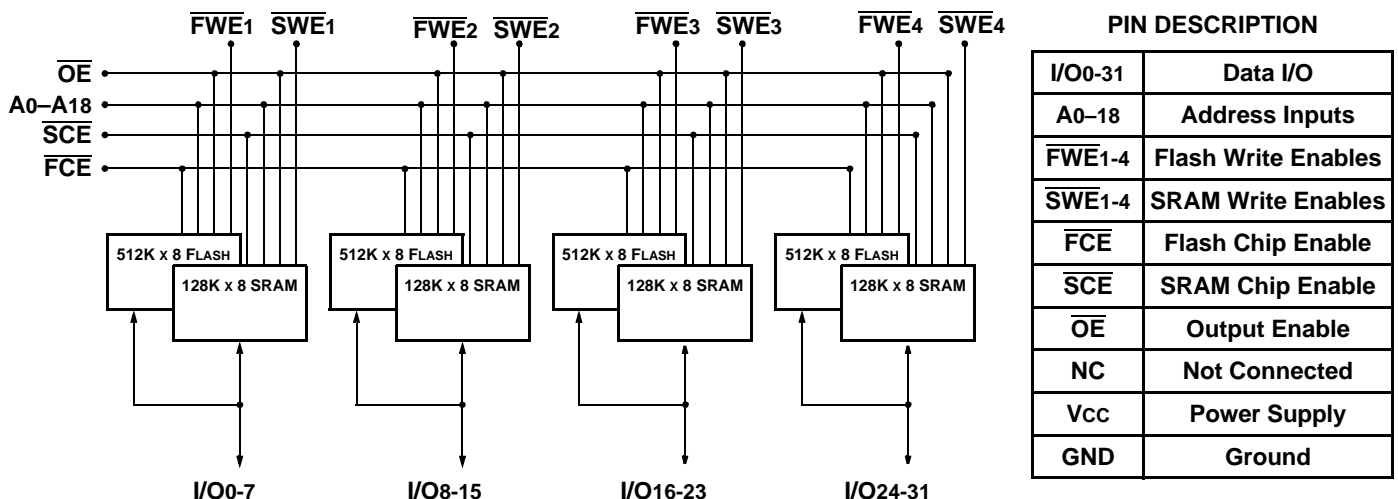 FWE1 SWE1 FWE2 SWE2 FWE3 SWE3 FWE4 SWE4
OE
A0–A18
SCE
FCE
512K x 8 FLASH 512K x 8 FLASH 512K x 8 FLASH 512K x 8 FLASH
128K x 8 SRAM 128K x 8 SRAM 128K x 8 SRAM 128K x 8 SRAM
I/O0-7 I/O8-15 I/O16-23 I/O24-31
PIN DESCRIPTION
I/O0-31 Data I/O
A0–18 Address Inputs
FWE1-4 Flash Write Enables
SWE1-4 SRAM Write Enables
FCE Flash Chip Enable
SCE SRAM Chip Enable
OE Output Enable
NC Not Connected
VCC Power Supply
GND Ground